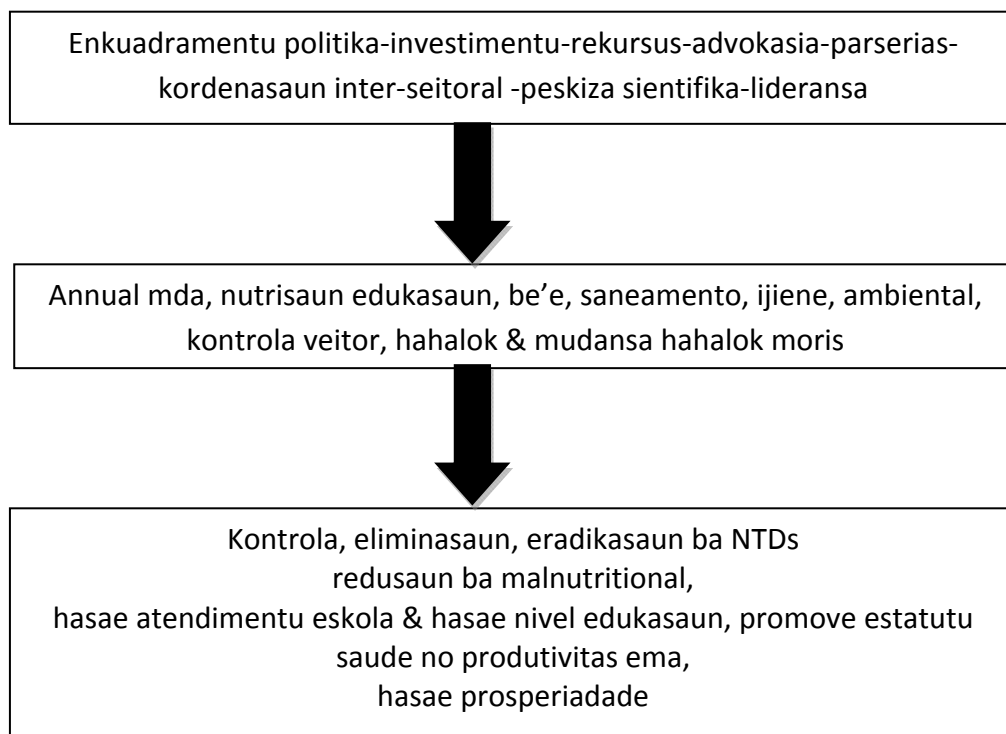 Enkuadramentu politika-investimentu-rekursus-advokasia-parserias-
kordenasaun inter-seitoral -peskiza sientifika-lideransa
Annual mda, nutrisaun edukasaun, be’e, saneamento, ijiene, ambiental,
kontrola veitor, hahalok & mudansa hahalok moris
Kontrola, eliminasaun, eradikasaun ba NTDs
redusaun ba malnutritional,
hasae atendimentu eskola & hasae nivel edukasaun, promove estatutu
saude no produtivitas ema,
hasae prosperiadade